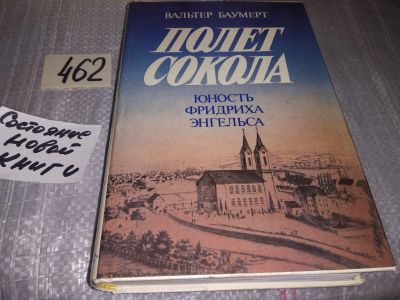 ВАЛЬТЕР БАУМЕРТ
ПОЛЕТ
СОКОЛА
ЮНОСТЬ
ФРИДРИХА
ЭНГЕЛЬСА
462
Состояние
новой
книги